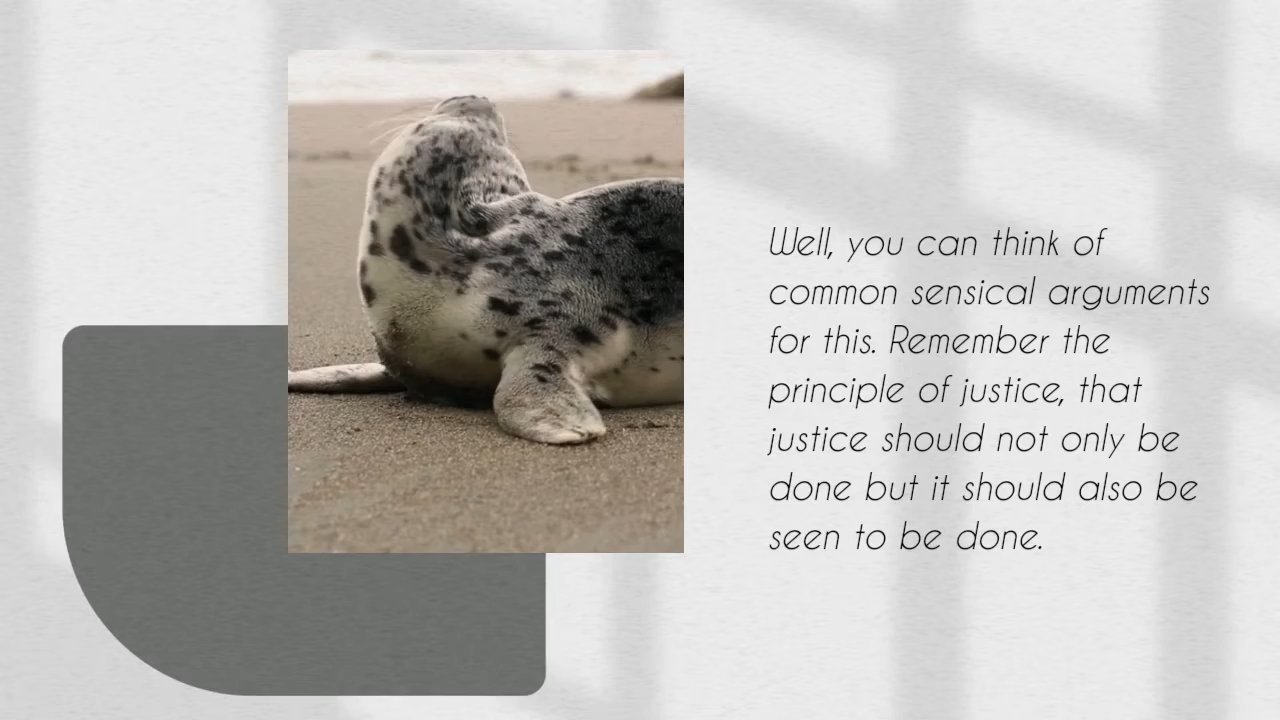 Well, you can think of
common sensical arguments
for this. Remember the
principle of justice, that
justice should not only be
done but it should also be
seen to be done.